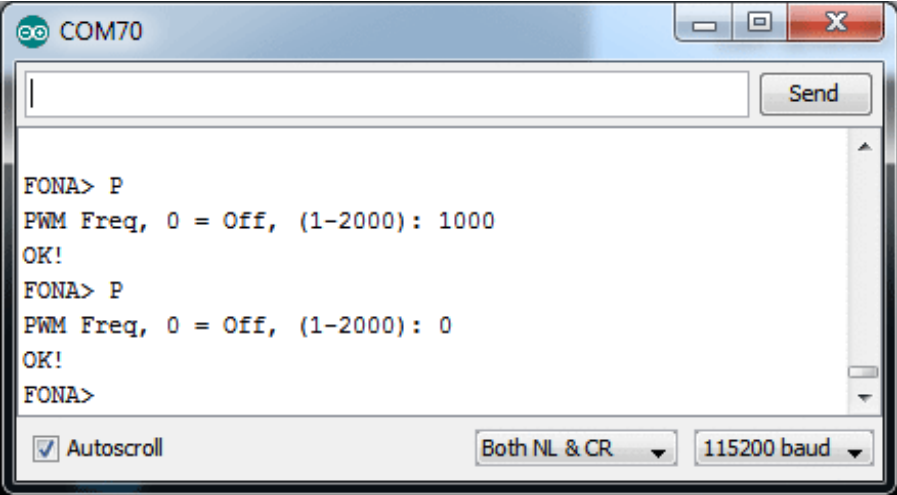 COM70
Send
FONA> P
PWM Freq, 0 = Off, (1-2000): 1000
OK!
FONA> P
PWM Freq, 0 = Off, (1-2000): 0
OK!
FONA>
Autoscroll
Both NL & CR
115200 baud